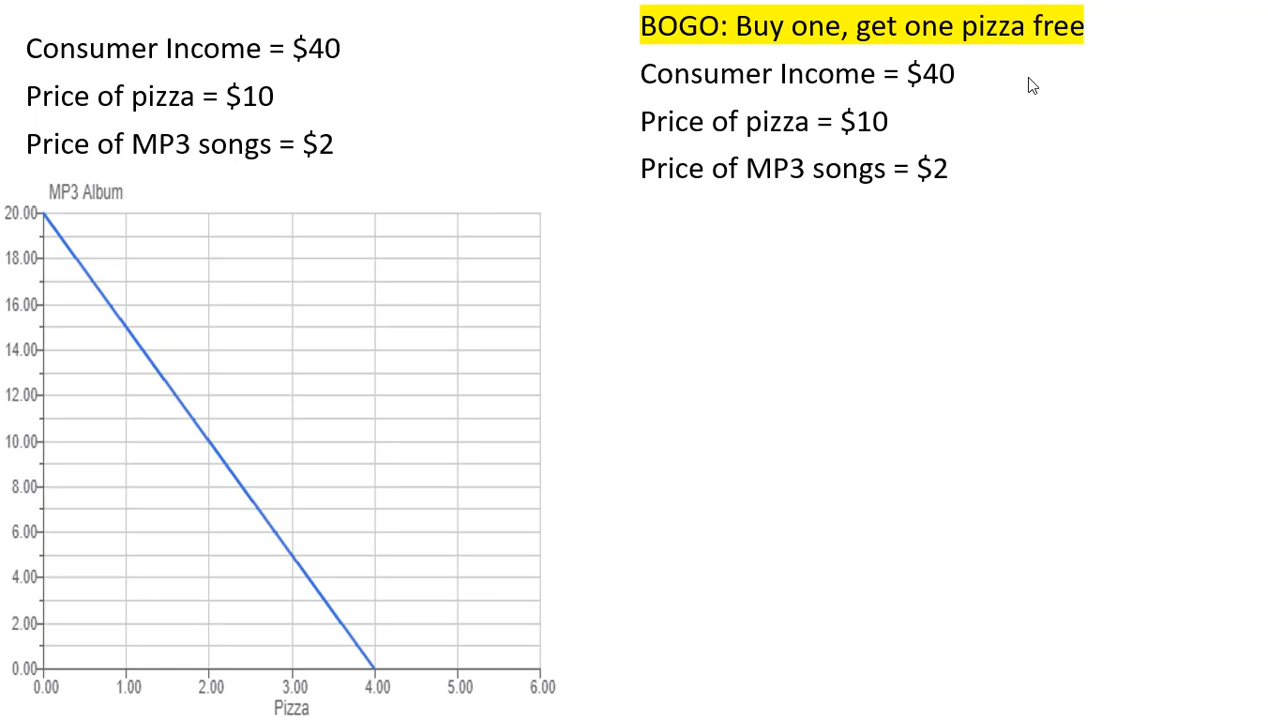 Consumer Income = $40
Price of pizza = $10
Price of MP3 songs = $2
MP3 Album
20.00
18.00
16.00
14.00
12.00
10.00
8.00
6.00
4.00
2.00
0.00
0.00 1.00 2.00 3.00 4.00 5.00 6.00
Pizza
BOGO: Buy one, get one pizza free
Consumer Income = $40
Price of pizza = $10
Price of MP3 songs = $2